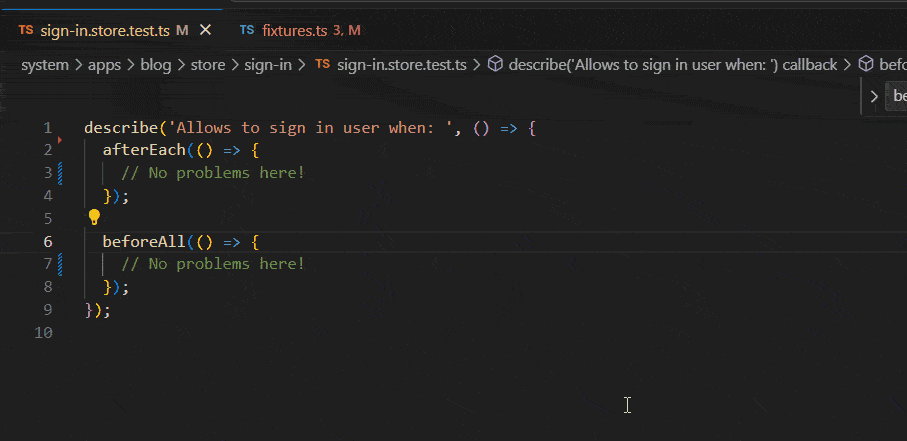 TS sign-in.store.test.ts M ✕ TS fixtures.ts 3, M
system > apps > blog > store > sign-in > TS sign-in.store.test.ts > describe('Allows to sign in user when: ') callback > befo
> be
1 describe('Allows to sign in user when: ', () => {
2 afterEach(() => {
3 // No problems here!
4 });
5
6 beforeAll(() => {
7 // No problems here!
8 });
9 });
10